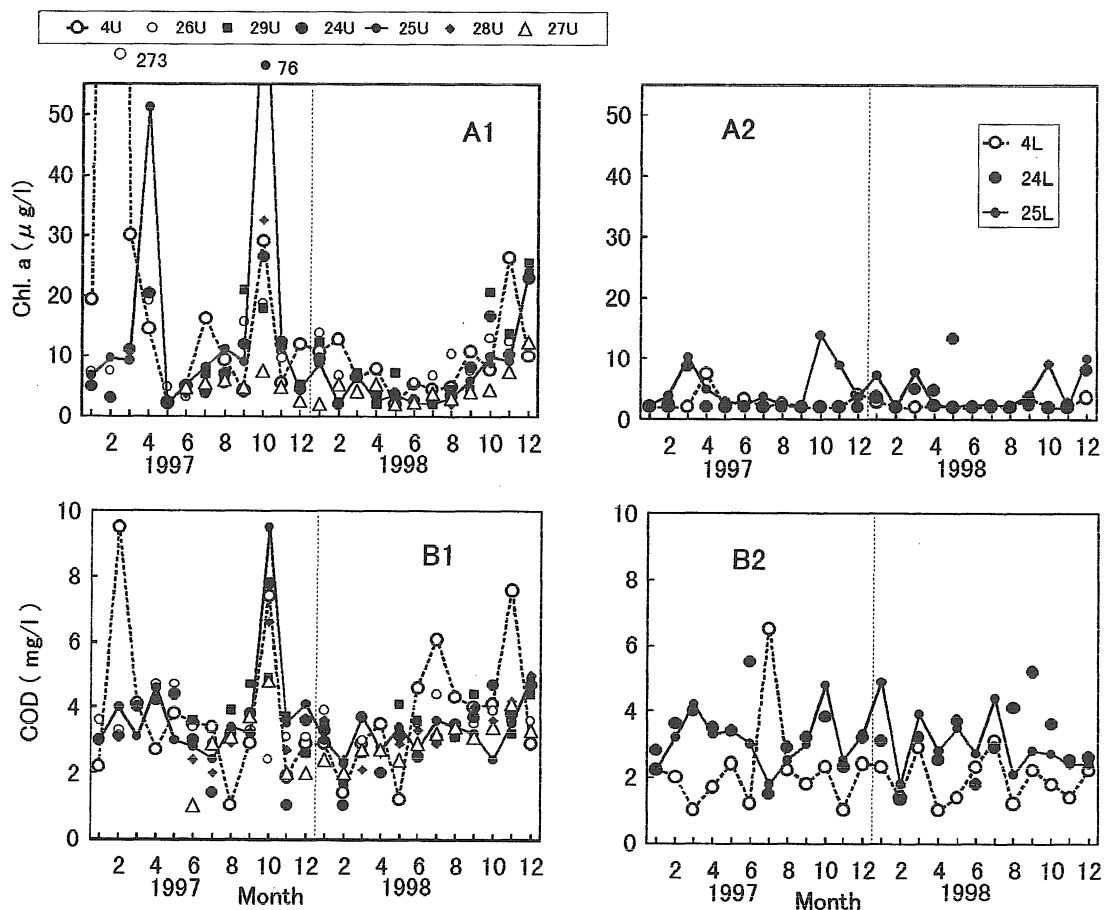 4U 26U 29U 24U 25U 28U 27U
273 76
A1
Chl. a ( μ g/l )
50
40
30
20
10
0
2 4 6 8 10 12 2 4 6 8 10 12
1997 1998
A2
4L
24L
25L
50
40
30
20
10
0
2 4 6 8 10 12 2 4 6 8 10 12
1997 1998
B1
COD ( mg/l )
10
8
6
4
2
0
2 4 6 8 10 12 2 4 6 8 10 12
1997 Month 1998
B2
10
8
6
4
2
0
2 4 6 8 10 12 2 4 6 8 10 12
1997 Month 1998